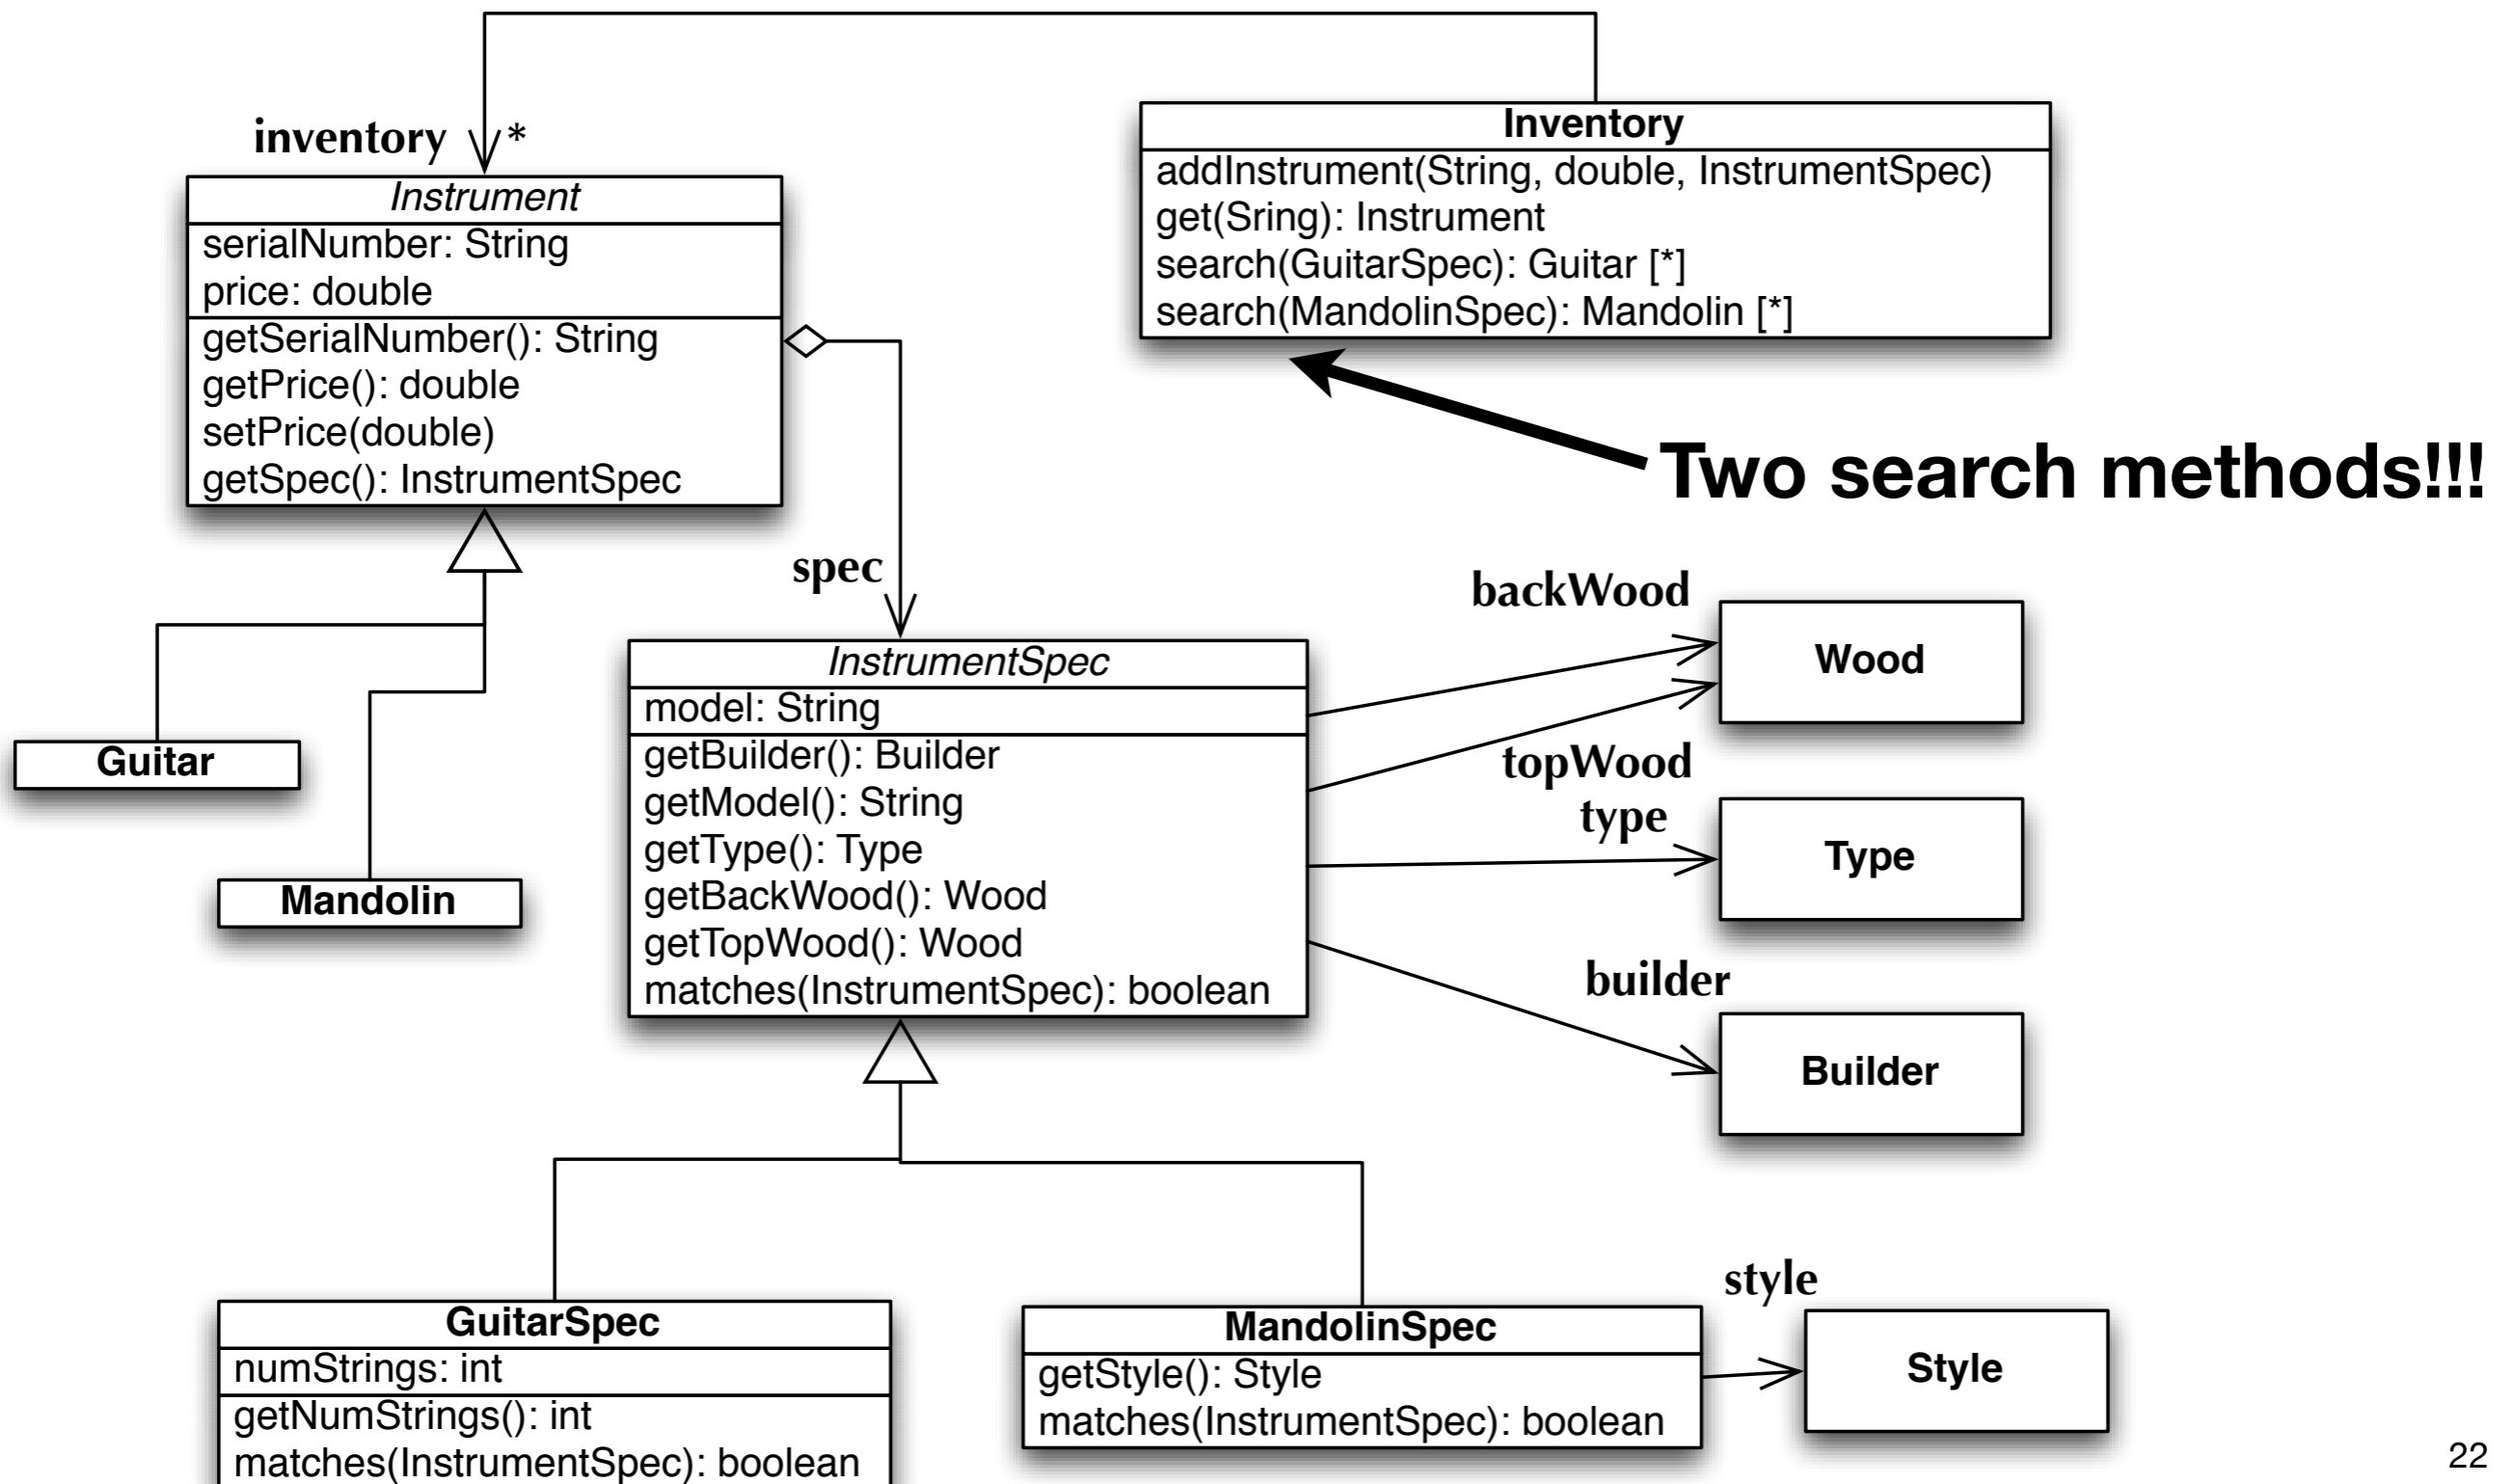 inventory *
Instrument
serialNumber: String
price: double
getSerialNumber(): String
getPrice(): double
setPrice(double)
getSpec(): InstrumentSpec
Inventory
addInstrument(String, double, InstrumentSpec)
get(Sring): Instrument
search(GuitarSpec): Guitar [*]
search(MandolinSpec): Mandolin [*]
Two search methods!!!
spec
Guitar
Mandolin
InstrumentSpec
model: String
getBuilder(): Builder
getModel(): String
getType(): Type
getBackWood(): Wood
getTopWood(): Wood
matches(InstrumentSpec): boolean
backWood
Wood
topWood
type
Type
builder
Builder
GuitarSpec
numStrings: int
getNumStrings(): int
matches(InstrumentSpec): boolean
MandolinSpec
getStyle(): Style
matches(InstrumentSpec): boolean
style
Style
22